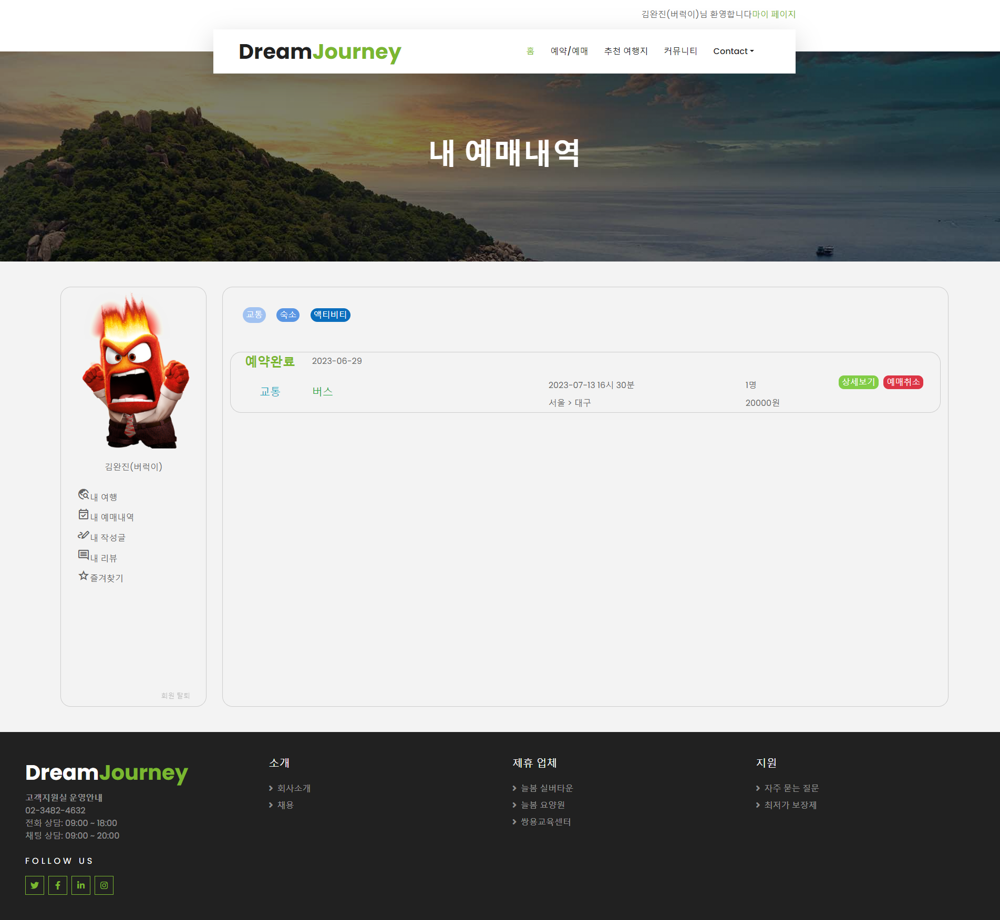 김완진(버럭이)님 환영합니다마이 페이지
DreamJourney
홈 예약/예매 추천 여행지 커뮤니티 Contact
내 예매내역
김완진(버럭이)
내 여행
내 예매내역
내 작성글
내 리뷰
즐겨찾기
회원 탈퇴
교통 숙소 액티비티
예약완료 2023-06-29
교통 버스
2023-07-13 16시 30분
서울 > 대구
1명
20000원
상세보기 예매취소
DreamJourney
고객지원실 운영안내
02-3482-4632
전화 상담: 09:00 ~ 18:00
채팅 상담: 09:00 ~ 20:00
FOLLOW US
소개
회사소개
채용
제휴 업체
늘봄 실버타운
늘봄 요양원
쌍용교육센터
지원
자주 묻는 질문
최저가 보장제